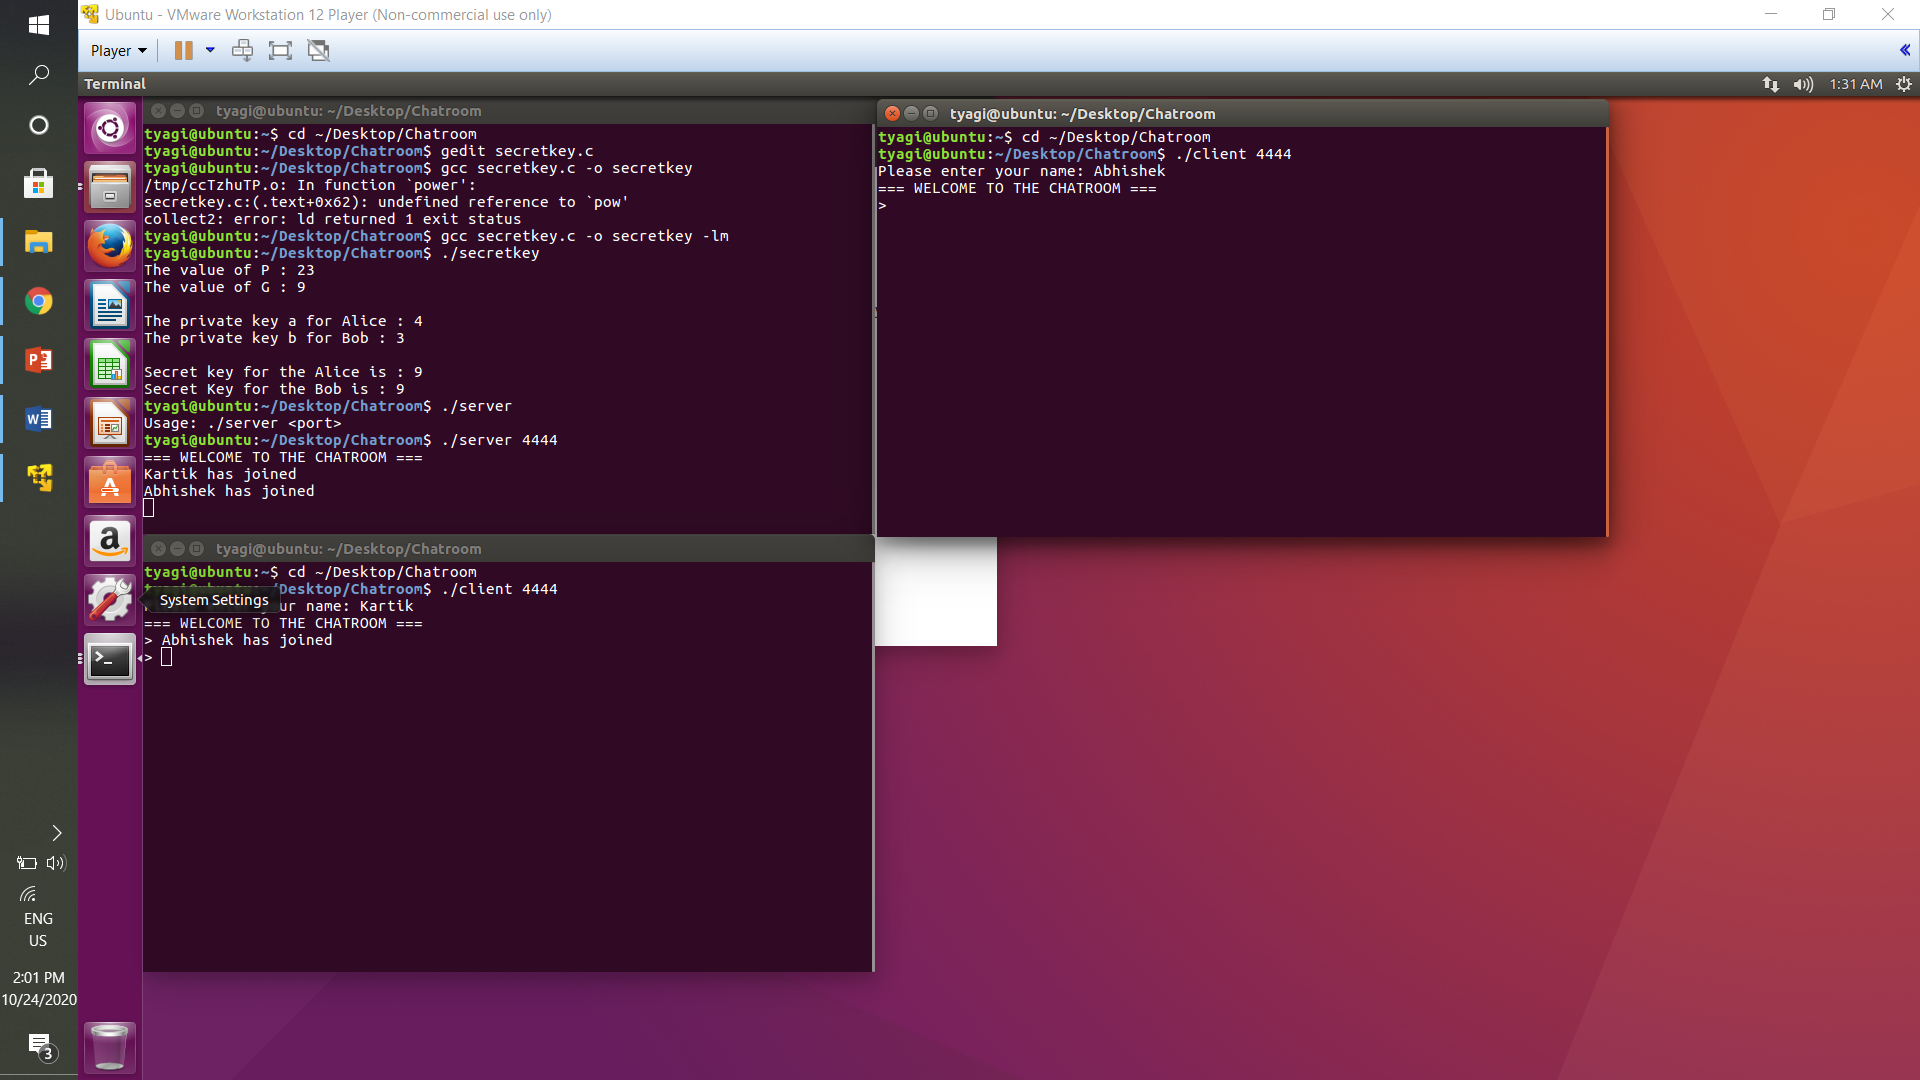 Ubuntu - VMware Workstation 12 Player (Non-commercial use only)
Player
Terminal
1:31 AM
tyagi@ubuntu: ~/Desktop/Chatroom
tyagi@ubuntu:~$ cd ~/Desktop/Chatroom
tyagi@ubuntu:~/Desktop/Chatroom$ gedit secretkey.c
tyagi@ubuntu:~/Desktop/Chatroom$ gcc secretkey.c -o secretkey
/tmp/ccTzhuTP.o: In function `power':
secretkey.c:(.text+0x62): undefined reference to `pow'
collect2: error: ld returned 1 exit status
tyagi@ubuntu:~/Desktop/Chatroom$ gcc secretkey.c -o secretkey -lm
tyagi@ubuntu:~/Desktop/Chatroom$ ./secretkey
The value of P : 23
The value of G : 9
The private key a for Alice : 4
The private key b for Bob : 3
Secret key for the Alice is : 9
Secret Key for the Bob is : 9
tyagi@ubuntu:~/Desktop/Chatroom$ ./server
Usage: ./server <port>
tyagi@ubuntu:~/Desktop/Chatroom$ ./server 4444
=== WELCOME TO THE CHATROOM ===
Kartik has joined
Abhishek has joined
tyagi@ubuntu: ~/Desktop/Chatroom
tyagi@ubuntu:~$ cd ~/Desktop/Chatroom
tyagi@ubuntu:~/Desktop/Chatroom$ ./client 4444
Please enter your name: Abhishek
=== WELCOME TO THE CHATROOM ===
>
tyagi@ubuntu: ~/Desktop/Chatroom
tyagi@ubuntu:~$ cd ~/Desktop/Chatroom
/Desktop/Chatroom$ ./client 4444
System Settings
ur name: Kartik
=== WELCOME TO THE CHATROOM ===
> Abhishek has joined
>
ENG
US
2:01 PM
10/24/2020
3